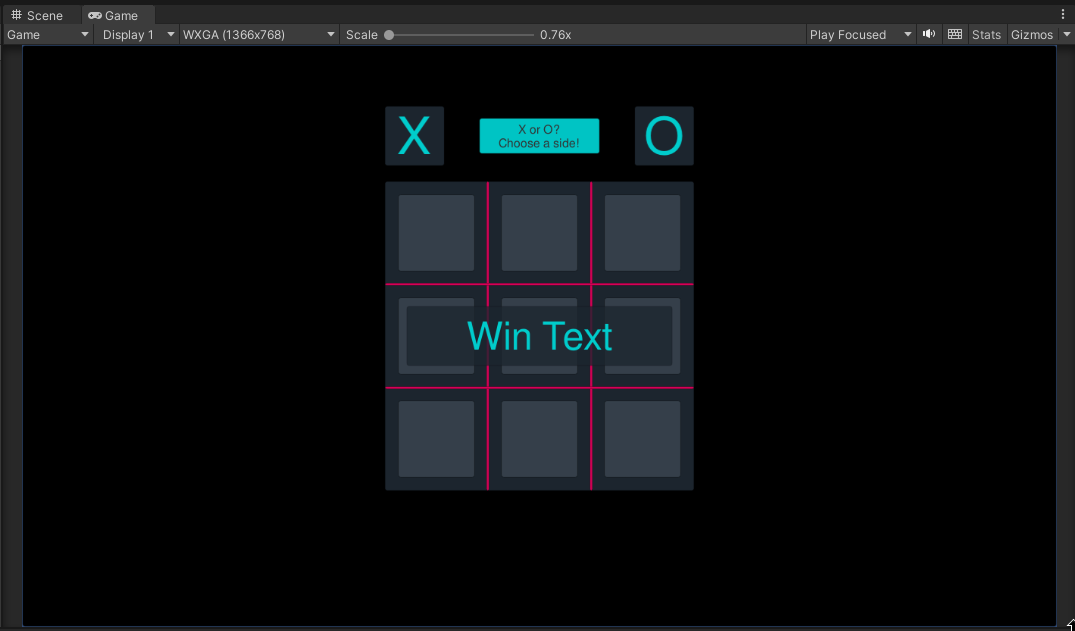 Scene Game
Game Display 1 WXGA (1366x768) Scale 0.76x Play Focused Stats Gizmos
X
X or O?
Choose a side!
O
Win Text